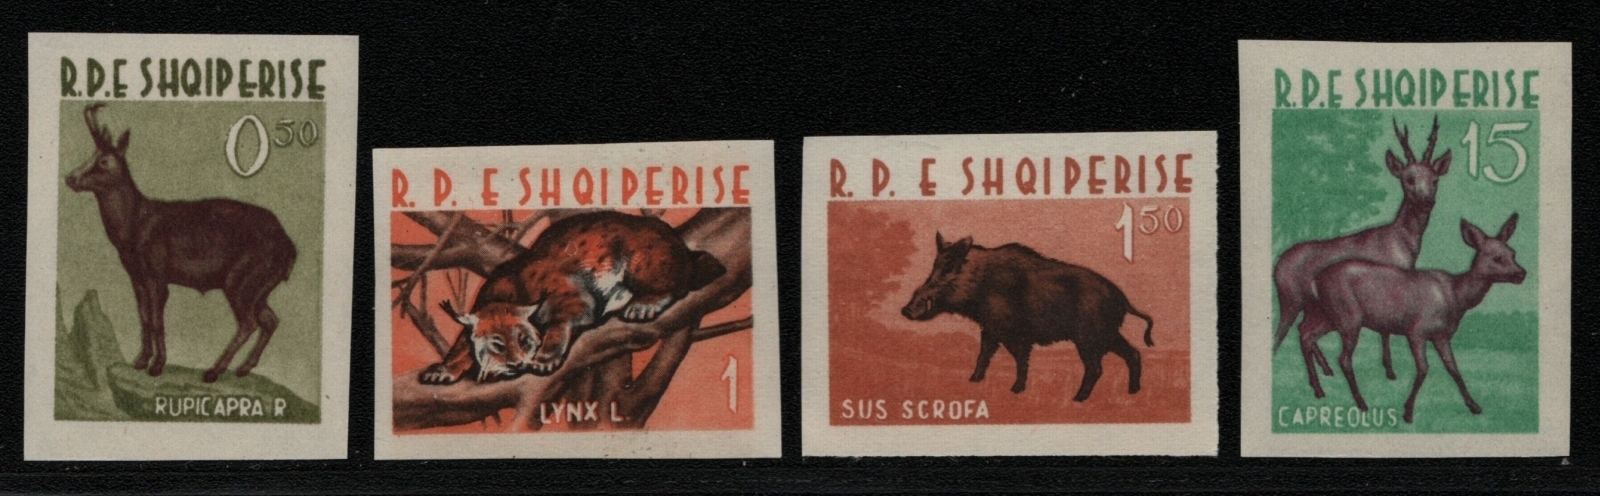 R.P.E SHQIPERISE
0 50
RUPICAPRA R
R. P. E SHQIPERISE
1
LYNX L.
R. P. E SHQIPERISE
1 50
SUS SCROFA
R.P.E SHQIPERISE
15
CAPREOLUS